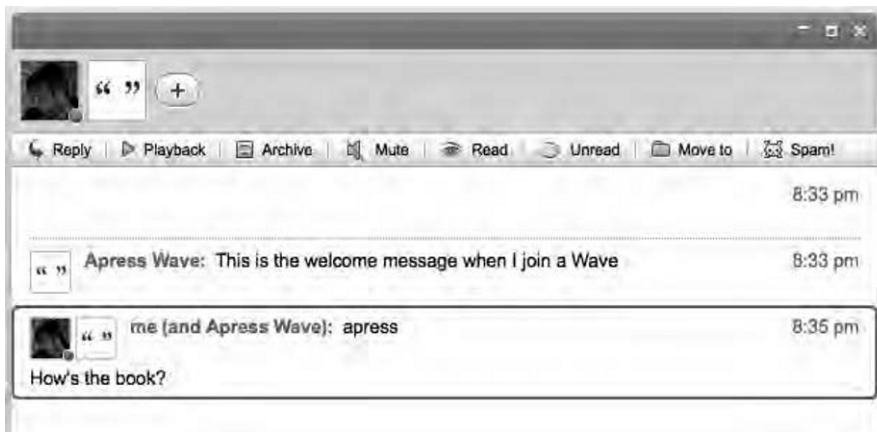 “ ” +
Reply Playback Archive Mute Read Unread Move to Spam!
8:33 pm
“ ” Apress Wave: This is the welcome message when I join a Wave 8:33 pm
“ ” me (and Apress Wave): apress 8:35 pm
How's the book?